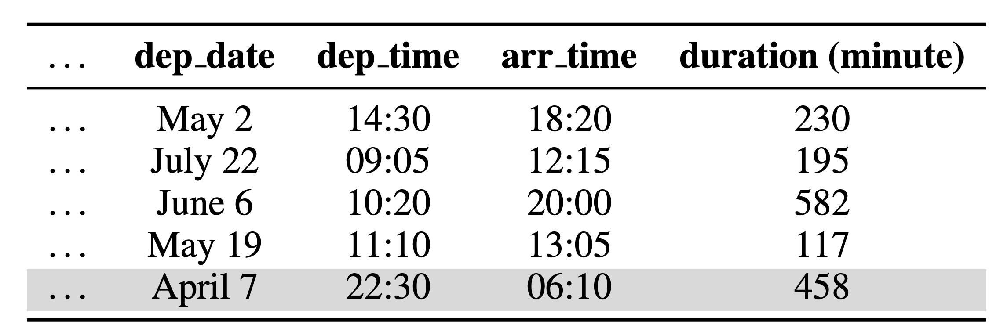 ... dep_date dep_time arr_time duration (minute)
... May 2 14:30 18:20 230
... July 22 09:05 12:15 195
... June 6 10:20 20:00 582
... May 19 11:10 13:05 117
... April 7 22:30 06:10 458